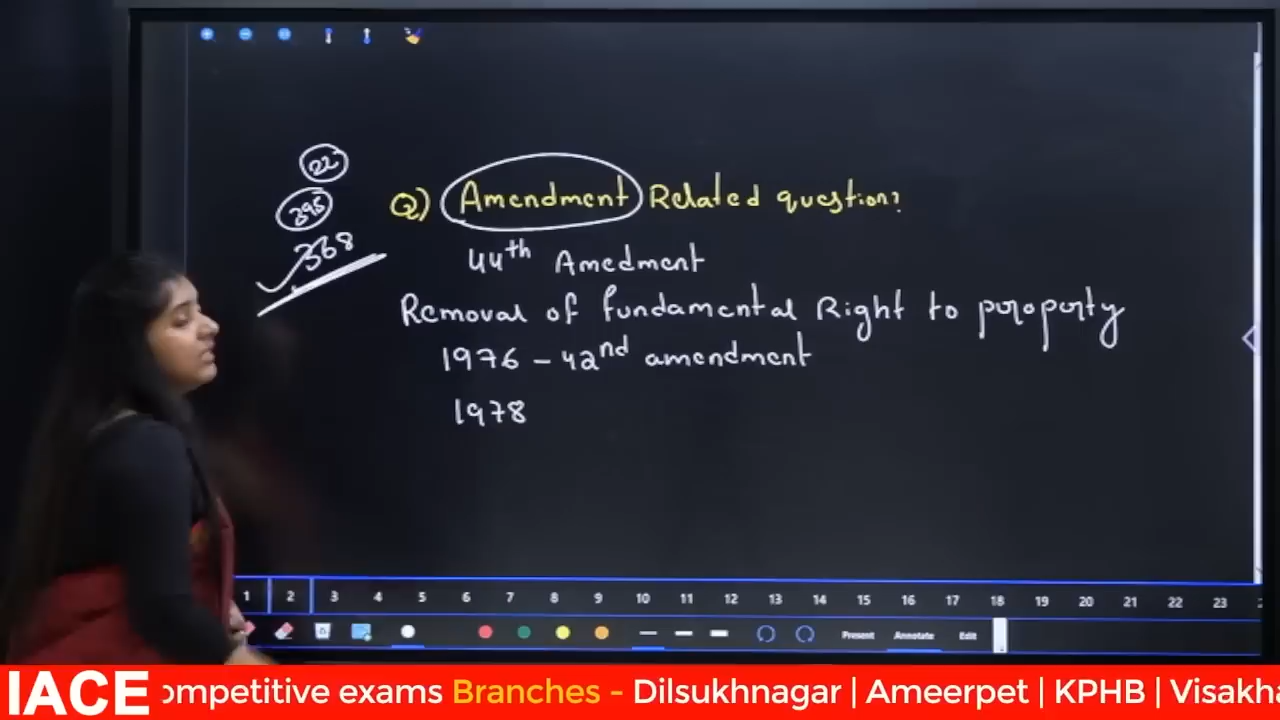 22
395
368
Q) Amendment Related question?
44th Amedment
Removal of fundamental Right to property
1976 - 42nd amendment
1978
1 2 3 4 5 6 7 8 9 10 11 12 13 14 15 16 17 18 19 20 21 22 23
Present Annotate Edit
IACE ompetitive exams Branches - Dilsukhnagar | Ameerpet | KPHB | Visakha